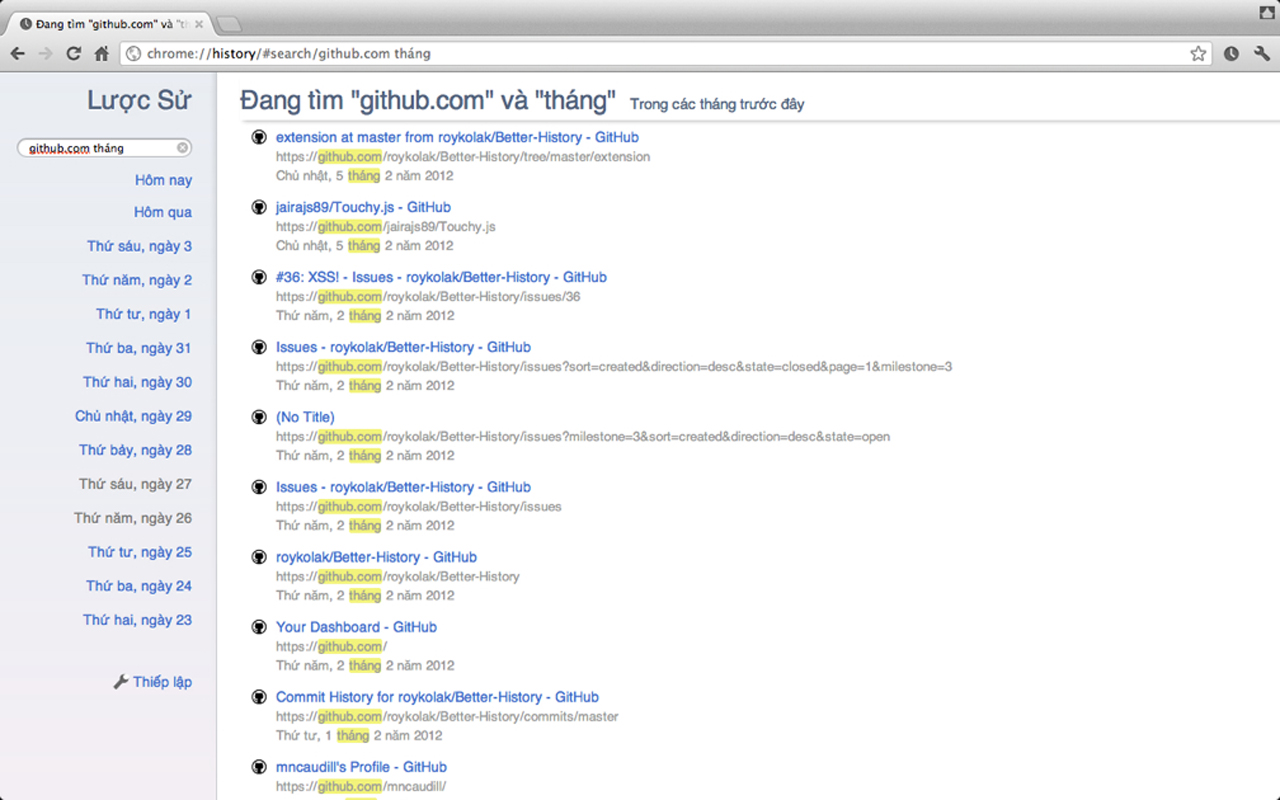 Đang tìm "github.com" và "th
chrome://history/#search/github.com tháng
Lược Sử
github.com tháng
Hôm nay
Hôm qua
Thứ sáu, ngày 3
Thứ năm, ngày 2
Thứ tư, ngày 1
Thứ ba, ngày 31
Thứ hai, ngày 30
Chủ nhật, ngày 29
Thứ bảy, ngày 28
Thứ sáu, ngày 27
Thứ năm, ngày 26
Thứ tư, ngày 25
Thứ ba, ngày 24
Thứ hai, ngày 23
Thiếp lập
Đang tìm "github.com" và "tháng" Trong các tháng trước đây
extension at master from roykolak/Better-History - GitHub
https://github.com/roykolak/Better-History/tree/master/extension
Chủ nhật, 5 tháng 2 năm 2012
jairajs89/Touchy.js - GitHub
https://github.com/jairajs89/Touchy.js
Chủ nhật, 5 tháng 2 năm 2012
#36: XSS! - Issues - roykolak/Better-History - GitHub
https://github.com/roykolak/Better-History/issues/36
Thứ năm, 2 tháng 2 năm 2012
Issues - roykolak/Better-History - GitHub
https://github.com/roykolak/Better-History/issues?sort=created&direction=desc&state=closed&page=1&milestone=3
Thứ năm, 2 tháng 2 năm 2012
(No Title)
https://github.com/roykolak/Better-History/issues?milestone=3&sort=created&direction=desc&state=open
Thứ năm, 2 tháng 2 năm 2012
Issues - roykolak/Better-History - GitHub
https://github.com/roykolak/Better-History/issues
Thứ năm, 2 tháng 2 năm 2012
roykolak/Better-History - GitHub
https://github.com/roykolak/Better-History
Thứ năm, 2 tháng 2 năm 2012
Your Dashboard - GitHub
https://github.com/
Thứ năm, 2 tháng 2 năm 2012
Commit History for roykolak/Better-History - GitHub
https://github.com/roykolak/Better-History/commits/master
Thứ tư, 1 tháng 2 năm 2012
mncaudill's Profile - GitHub
https://github.com/mncaudill/